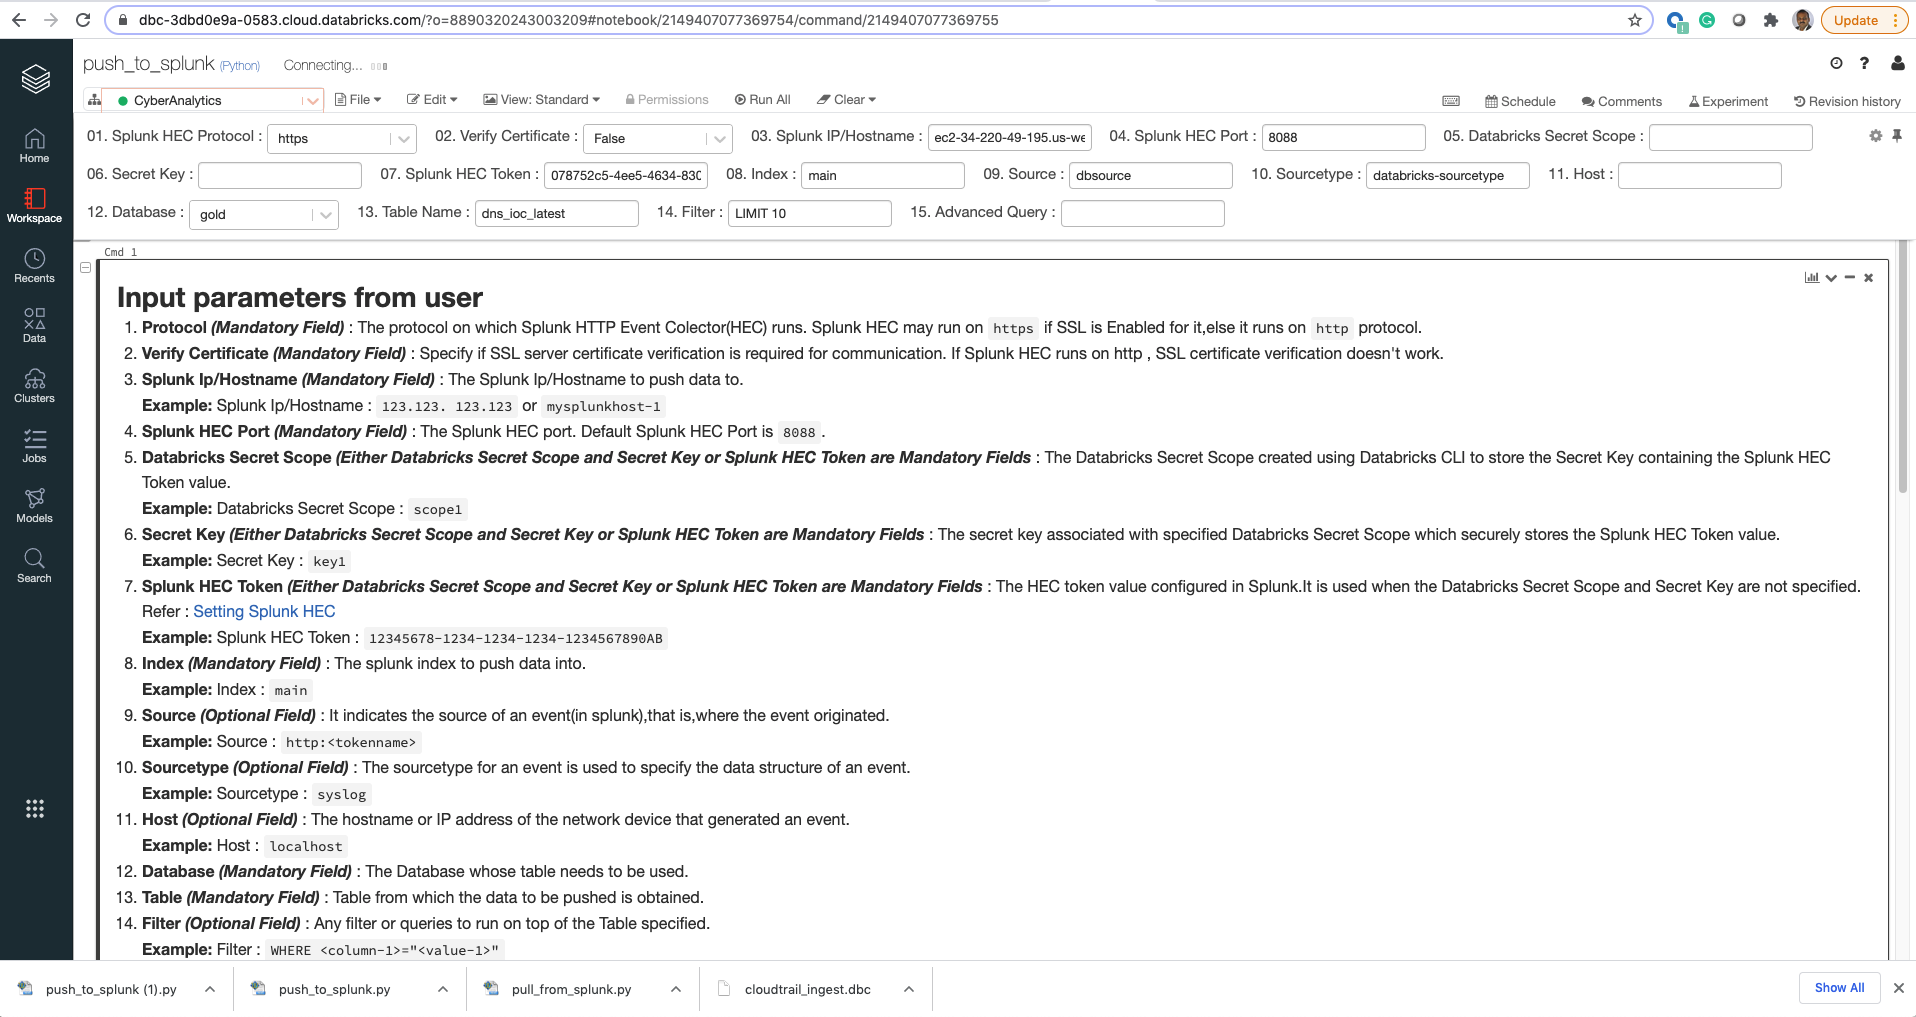 dbc-3dbd0e9a-0583.cloud.databricks.com/?o=8890320243003209#notebook/2149407077369754/command/2149407077369755
Update
push_to_splunk (Python) Connecting...
CyberAnalytics File Edit View: Standard Permissions Run All Clear Schedule Comments Experiment Revision history
01. Splunk HEC Protocol : https 02. Verify Certificate : False 03. Splunk IP/Hostname : ec2-34-220-49-195.us-we 04. Splunk HEC Port : 8088 05. Databricks Secret Scope :
06. Secret Key : 07. Splunk HEC Token : 078752c5-4ee5-4634-830 08. Index : main 09. Source : dbsource 10. Sourcetype : databricks-sourcetype 11. Host :
12. Database : gold 13. Table Name : dns_ioc_latest 14. Filter : LIMIT 10 15. Advanced Query :
Home
Workspace
Recents
Data
Clusters
Jobs
Models
Search
Cmd 1
Input parameters from user
1. Protocol (Mandatory Field) : The protocol on which Splunk HTTP Event Colector(HEC) runs. Splunk HEC may run on https if SSL is Enabled for it,else it runs on http protocol.
2. Verify Certificate (Mandatory Field) : Specify if SSL server certificate verification is required for communication. If Splunk HEC runs on http , SSL certificate verification doesn't work.
3. Splunk Ip/Hostname (Mandatory Field) : The Splunk Ip/Hostname to push data to.
Example: Splunk Ip/Hostname : 123.123. 123.123 or mysplunkhost-1
4. Splunk HEC Port (Mandatory Field) : The Splunk HEC port. Default Splunk HEC Port is 8088 .
5. Databricks Secret Scope (Either Databricks Secret Scope and Secret Key or Splunk HEC Token are Mandatory Fields : The Databricks Secret Scope created using Databricks CLI to store the Secret Key containing the Splunk HEC
Token value.
Example: Databricks Secret Scope : scope1
6. Secret Key (Either Databricks Secret Scope and Secret Key or Splunk HEC Token are Mandatory Fields : The secret key associated with specified Databricks Secret Scope which securely stores the Splunk HEC Token value.
Example: Secret Key : key1
7. Splunk HEC Token (Either Databricks Secret Scope and Secret Key or Splunk HEC Token are Mandatory Fields : The HEC token value configured in Splunk.It is used when the Databricks Secret Scope and Secret Key are not specified.
Refer : Setting Splunk HEC
Example: Splunk HEC Token : 12345678-1234-1234-1234-1234567890AB
8. Index (Mandatory Field) : The splunk index to push data into.
Example: Index : main
9. Source (Optional Field) : It indicates the source of an event(in splunk),that is,where the event originated.
Example: Source : http:<tokenname>
10. Sourcetype (Optional Field) : The sourcetype for an event is used to specify the data structure of an event.
Example: Sourcetype : syslog
11. Host (Optional Field) : The hostname or IP address of the network device that generated an event.
Example: Host : localhost
12. Database (Mandatory Field) : The Database whose table needs to be used.
13. Table (Mandatory Field) : Table from which the data to be pushed is obtained.
14. Filter (Optional Field) : Any filter or queries to run on top of the Table specified.
Example: Filter : WHERE <column-1>="<value-1>"
push_to_splunk (1).py push_to_splunk.py pull_from_splunk.py cloudtrail_ingest.dbc Show All